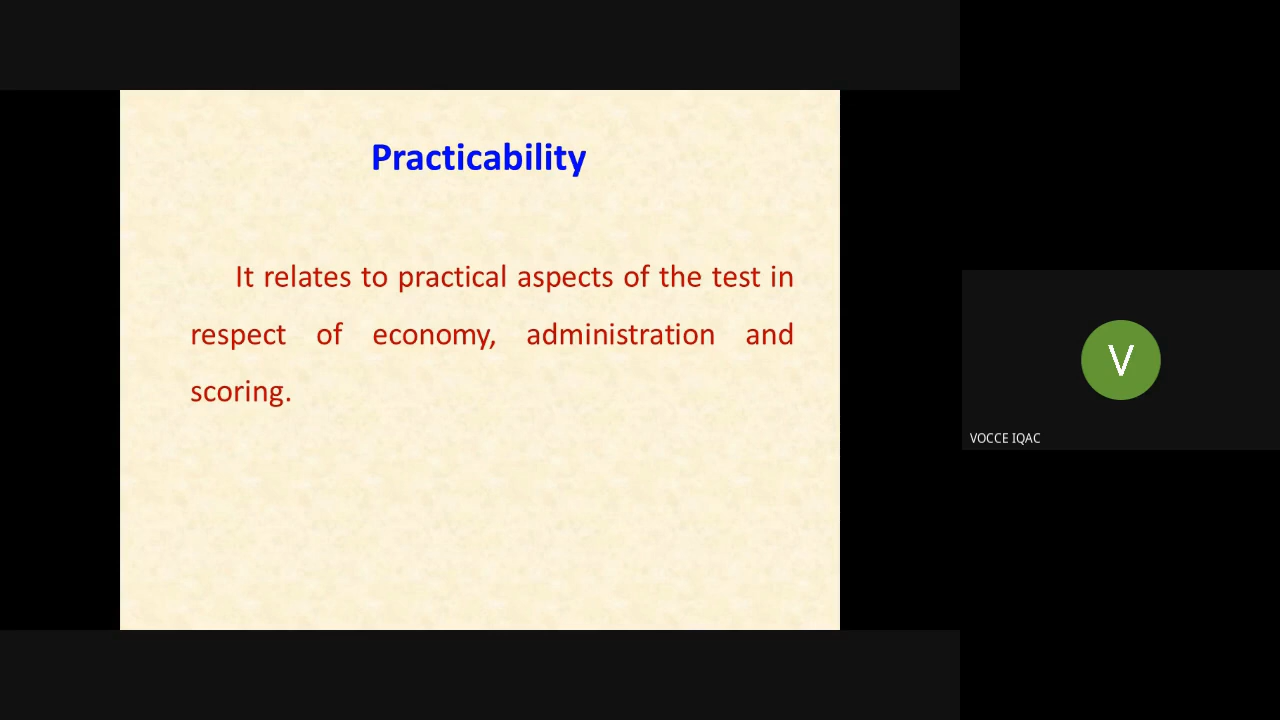 Practicability
It relates to practical aspects of the test in
respect of economy, administration and
scoring.
V
VOCCE IQAC